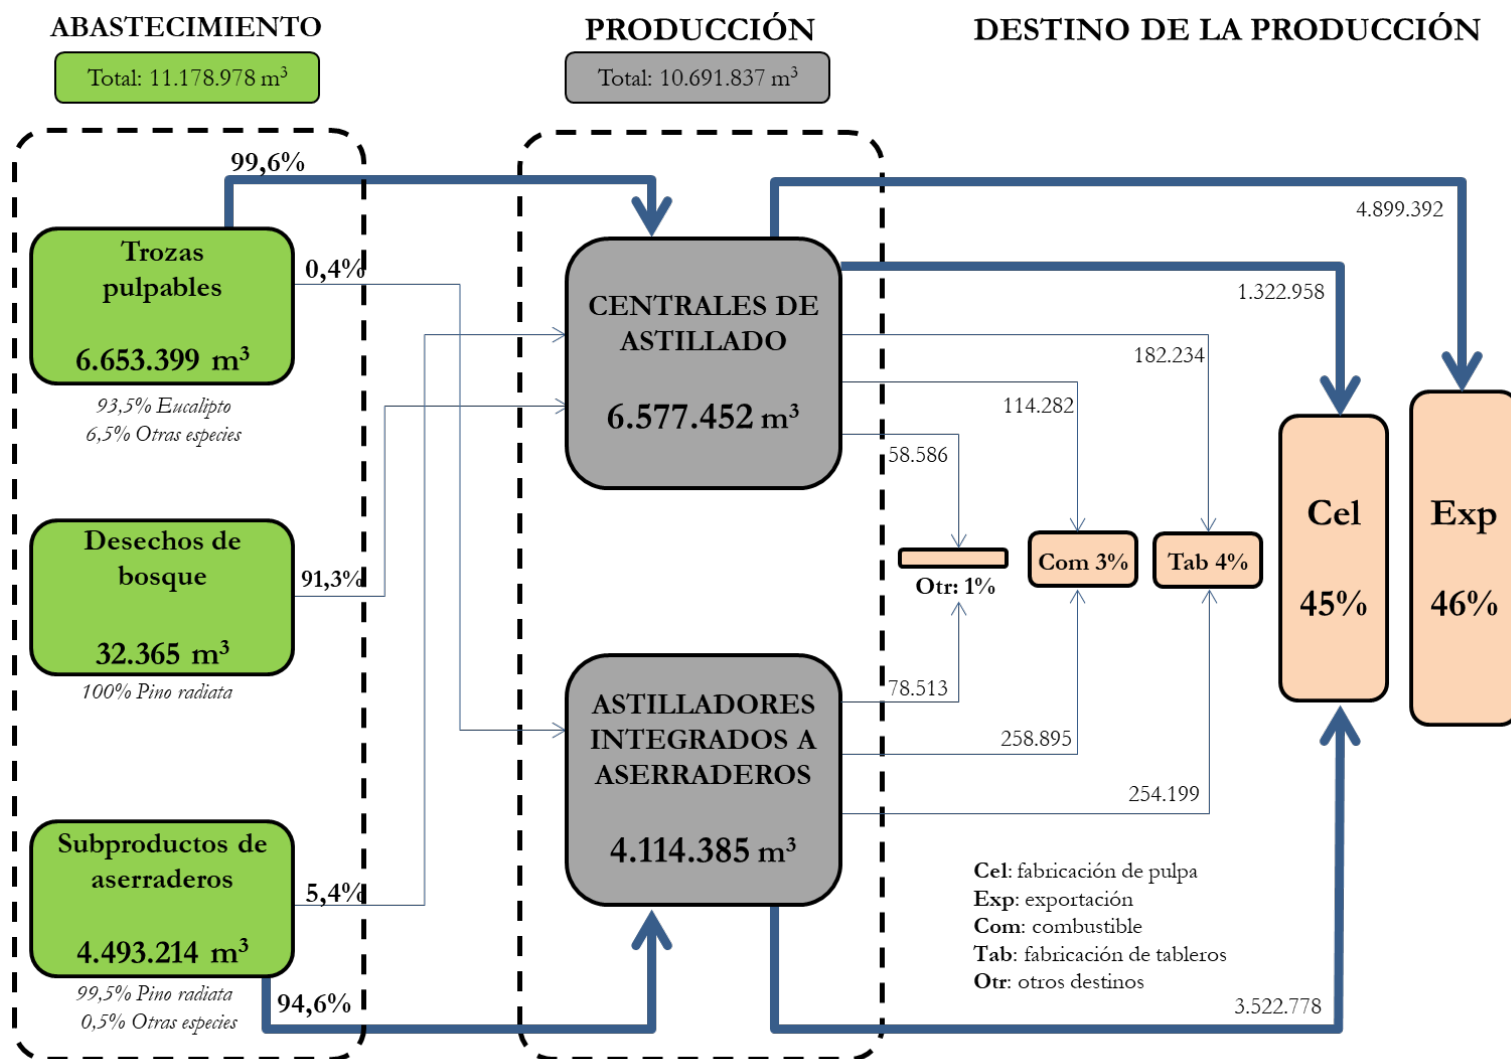 ABASTECIMIENTO
Total: 11.178.978 m³
PRODUCCIÓN
Total: 10.691.837 m³
DESTINO DE LA PRODUCCIÓN
99,6%
Trozas
pulpables
6.653.399 m³
0,4%
93,5% Eucalipto
6,5% Otras especies
Desechos de
bosque
32.365 m³
91,3%
100% Pino radiata
Subproductos de
aserraderos
4.493.214 m³
5,4%
99,5% Pino radiata
0,5% Otras especies
94,6%
CENTRALES DE
ASTILLADO
6.577.452 m³
ASTILLADORES
INTEGRADOS A
ASERRADEROS
4.114.385 m³
4.899.392
1.322.958
182.234
114.282
58.586
Otr: 1%
Com 3%
Tab 4%
Cel
45%
Exp
46%
78.513
258.895
254.199
3.522.778
Cel: fabricación de pulpa
Exp: exportación
Com: combustible
Tab: fabricación de tableros
Otr: otros destinos